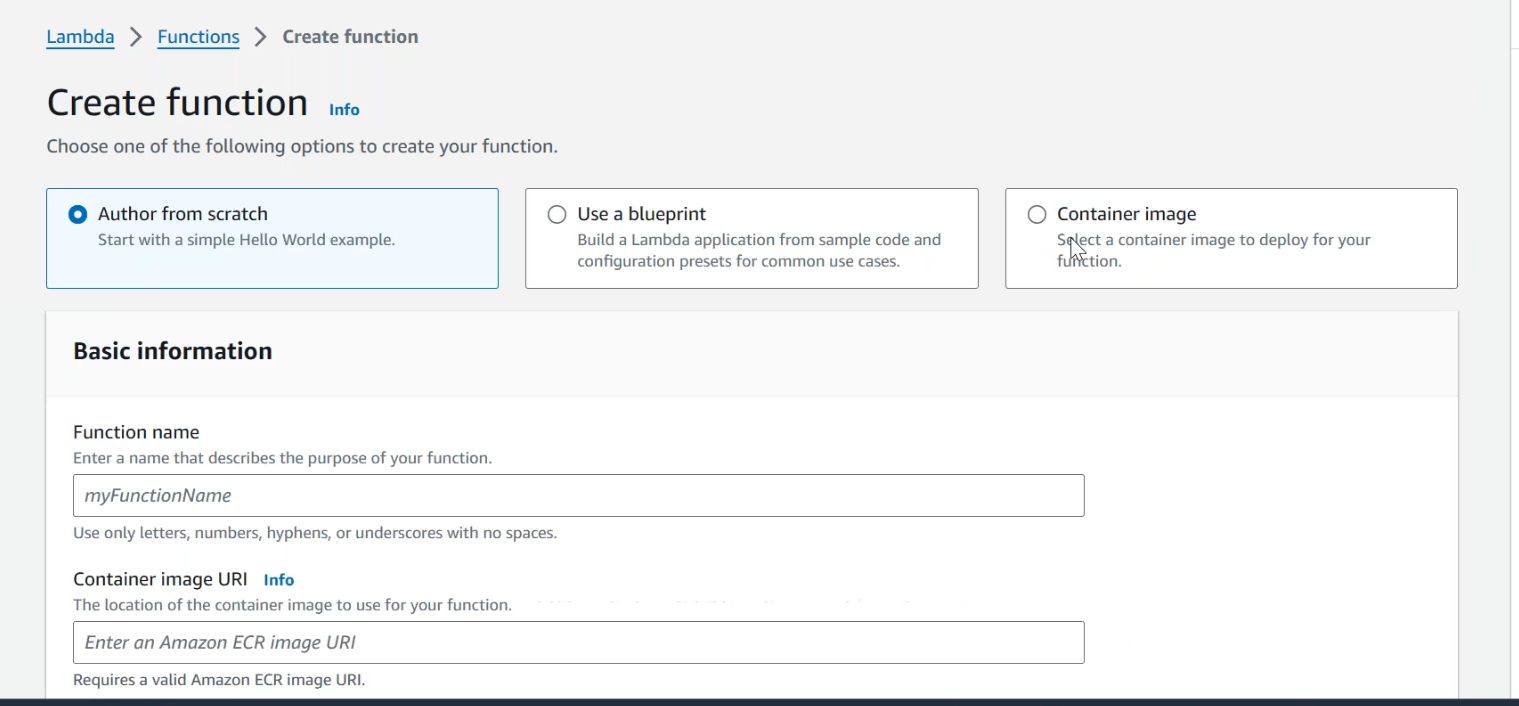 Lambda > Functions > Create function
Create function Info
Choose one of the following options to create your function.
Author from scratch
Start with a simple Hello World example.
Use a blueprint
Build a Lambda application from sample code and
configuration presets for common use cases.
Container image
Select a container image to deploy for your
function.
Basic information
Function name
Enter a name that describes the purpose of your function.
myFunctionName
Use only letters, numbers, hyphens, or underscores with no spaces.
Container image URI Info
The location of the container image to use for your function.
Enter an Amazon ECR image URI
Requires a valid Amazon ECR image URI.